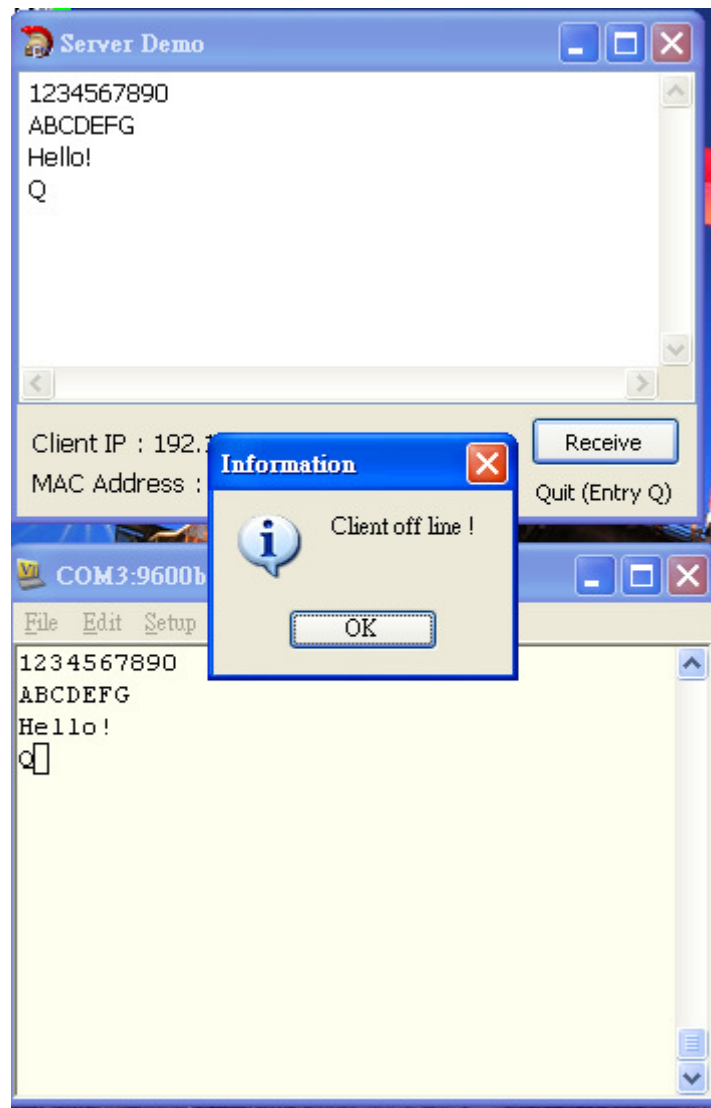 Server Demo
1234567890
ABCDEFG
Hello!
Q
Client IP : 192.
MAC Address :
Receive
Quit (Entry Q)
Information
Client off line !
OK
COM3:9600b
File Edit Setup
1234567890
ABCDEFG
Hello!
Q